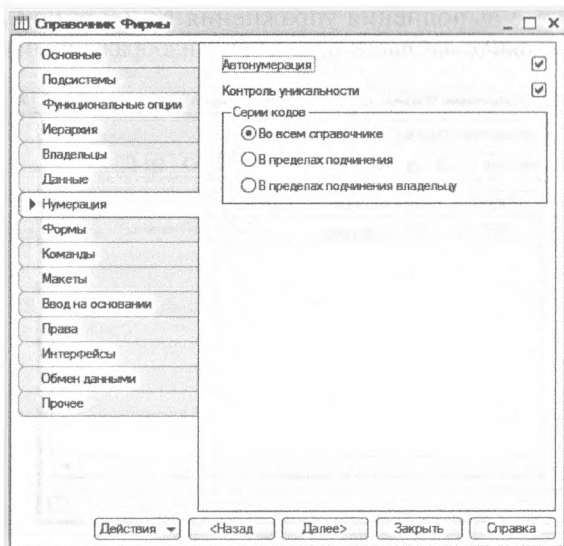 Справочник Фирмы
Основные
Подсистемы
Функциональные опции
Иерархия
Владельцы
Данные
Нумерация
Формы
Команды
Макеты
Ввод на основании
Права
Интерфейсы
Обмен данными
Прочее
Автонумерация
Контроль уникальности
Серии кодов
Во всем справочнике
В пределах подчинения
В пределах подчинения владельцу
Действия
<Назад
Далее>
Закрыть
Справка